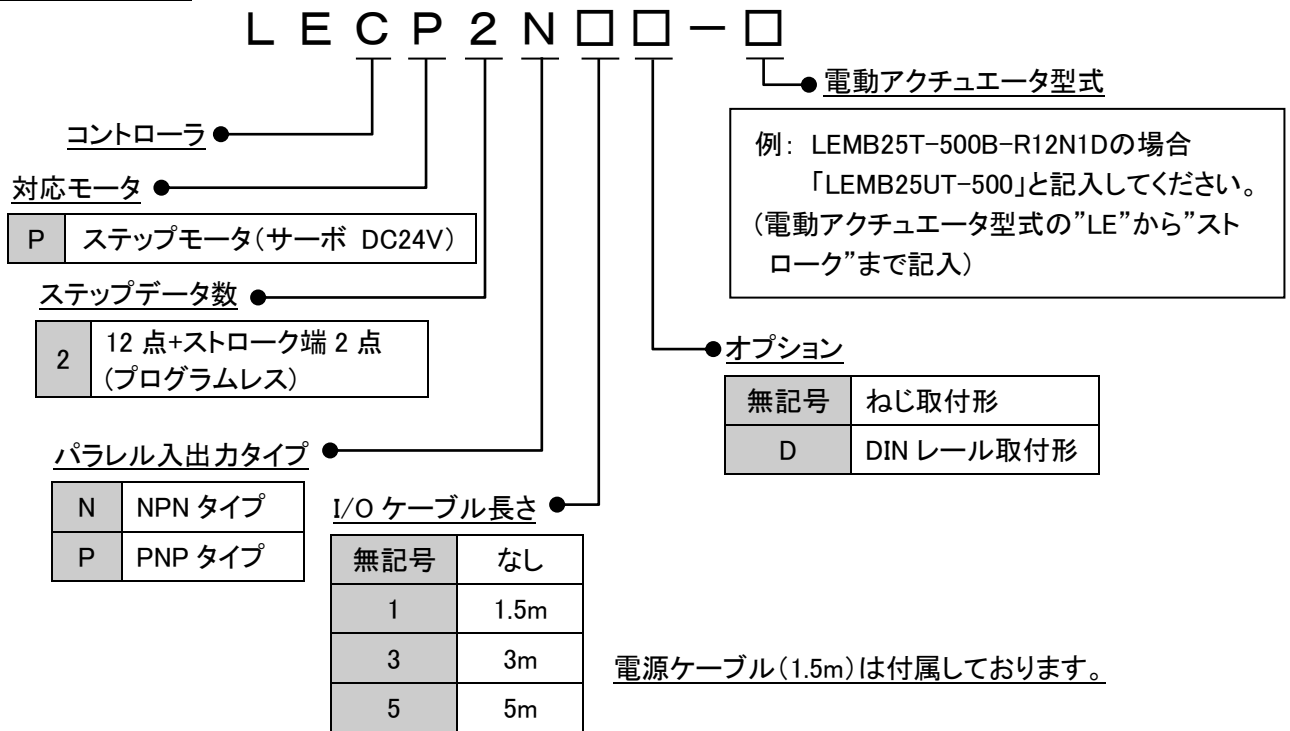 LECP2N□□－□
電動アクチュエータ型式
例： LEMB25T-500B-R12N1Dの場合
「LEMB25UT-500」と記入してください。
(電動アクチュエータ型式の”LE”から”スト
ローク”まで記入)
コントローラ
対応モータ
P ステップモータ(サーボ DC24V)
ステップデータ数
2 12 点+ストローク端 2 点
(プログラムレス)
オプション
無記号 ねじ取付形
D DIN レール取付形
パラレル入出力タイプ
N NPN タイプ
P PNP タイプ
I/O ケーブル長さ
無記号 なし
1 1.5m
3 3m
5 5m
電源ケーブル(1.5m)は付属しております。